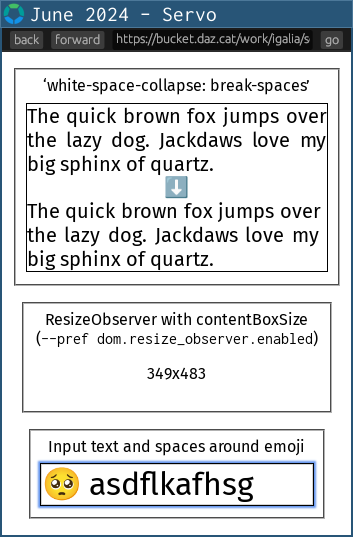 June 2024 – Servo
back forward https://bucket.daz.cat/work/igalia/s go
‘white-space-collapse: break-spaces’
The quick brown fox jumps over
the lazy dog. Jackdaws love my
big sphinx of quartz.
⬇️
The quick brown fox jumps over
the lazy dog. Jackdaws love my
big sphinx of quartz.
ResizeObserver with contentBoxSize
(--pref dom.resize_observer.enabled)
349x483
Input text and spaces around emoji
🥺 asdflkafhsg